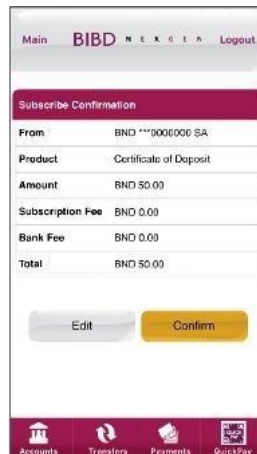 Main BIBD NEXGEN Logout
Subscribe Confirmation
From BND ***0000000 SA
Product Certificate of Deposit
Amount BND 50.00
Subscription Fee BND 0.00
Bank Fee BND 0.00
Total BND 50.00
Edit Confirm
Accounts Transfers Payments QuickPay